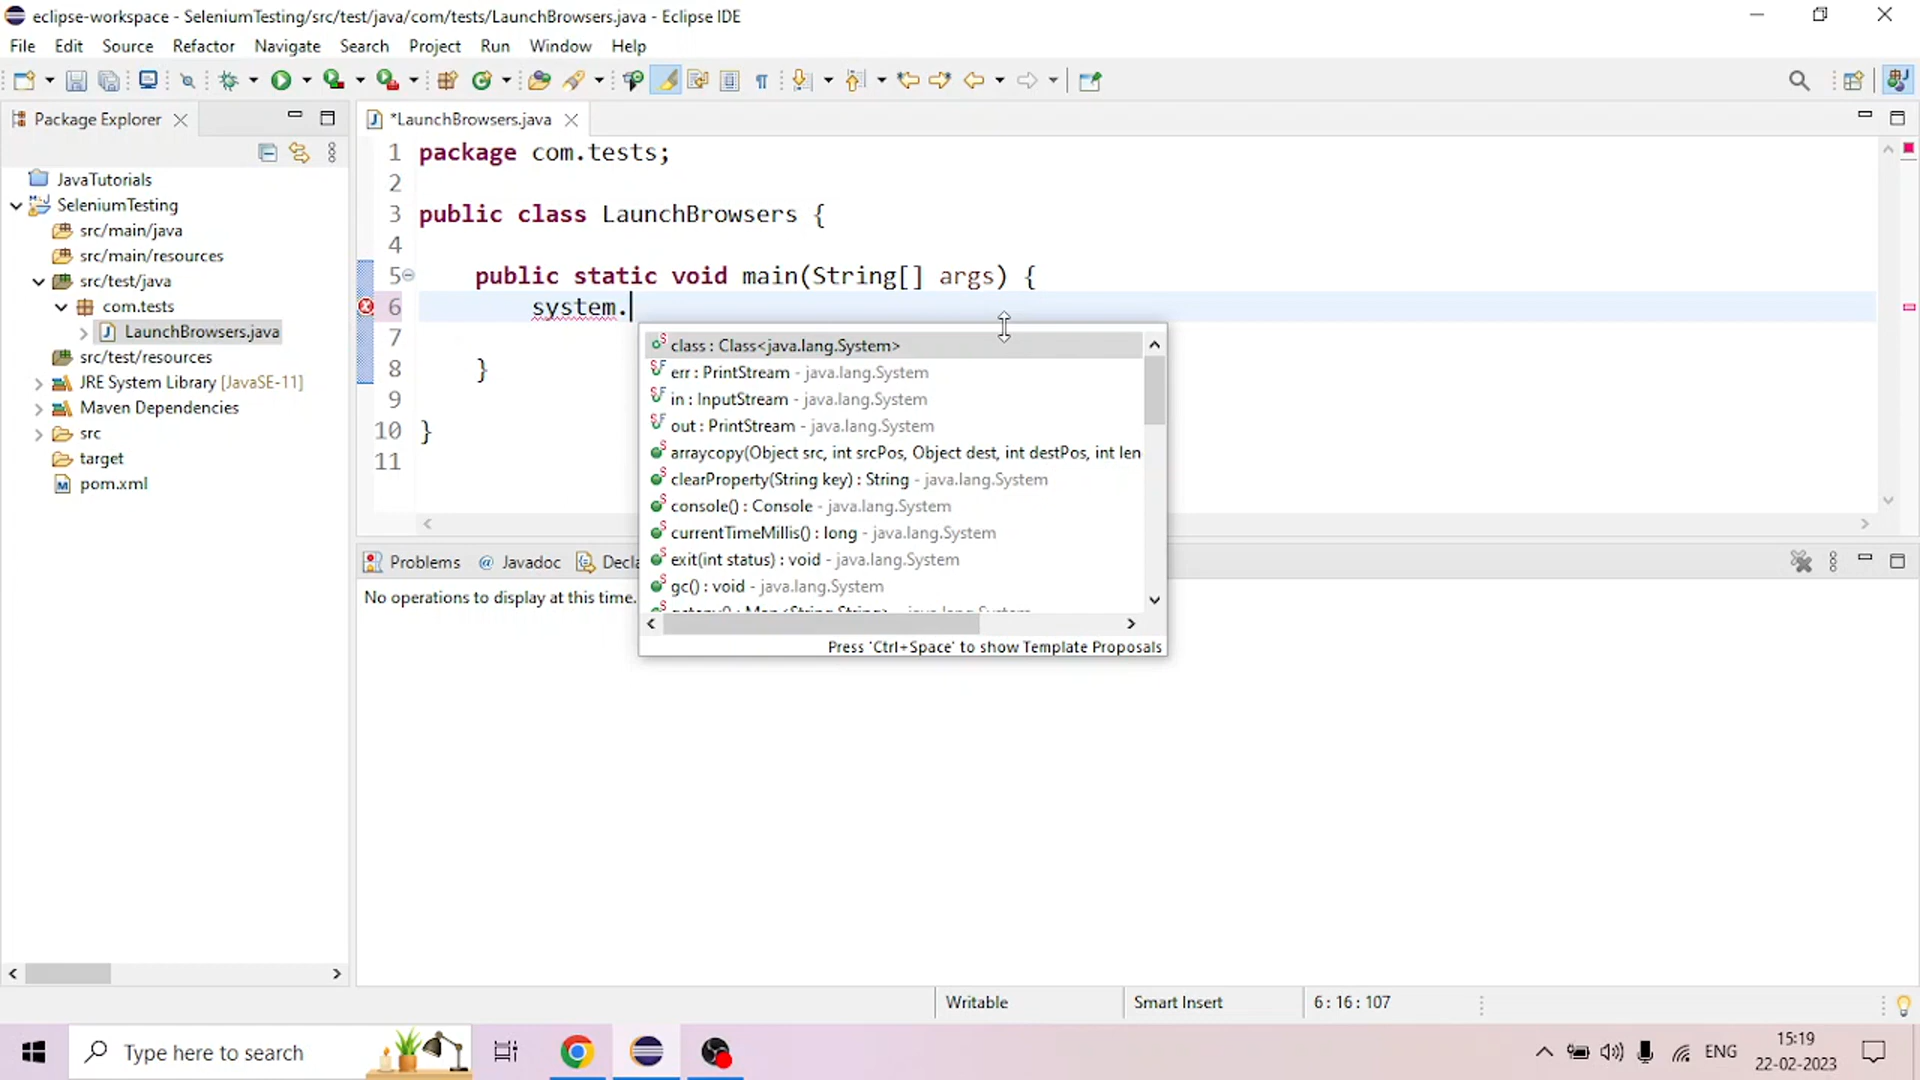 eclipse-workspace - SeleniumTesting/src/test/java/com/tests/LaunchBrowsers.java - Eclipse IDE
File Edit Source Refactor Navigate Search Project Run Window Help
Package Explorer
JavaTutorials
SeleniumTesting
src/main/java
src/main/resources
src/test/java
com.tests
LaunchBrowsers.java
src/test/resources
JRE System Library [JavaSE-11]
Maven Dependencies
src
target
pom.xml
*LaunchBrowsers.java
1 package com.tests;
2
3 public class LaunchBrowsers {
4
5 public static void main(String[] args) {
6 system.
7
8 }
9
10 }
11
class : Class<java.lang.System>
err : PrintStream - java.lang.System
in : InputStream - java.lang.System
out : PrintStream - java.lang.System
arraycopy(Object src, int srcPos, Object dest, int destPos, int len
clearProperty(String key) : String - java.lang.System
console() : Console - java.lang.System
currentTimeMillis() : long - java.lang.System
exit(int status) : void - java.lang.System
gc() : void - java.lang.System
Press 'Ctrl+Space' to show Template Proposals
Problems @ Javadoc Decla
No operations to display at this time.
Writable Smart Insert 6 : 16 : 107
Type here to search
ENG
15:19
22-02-2023